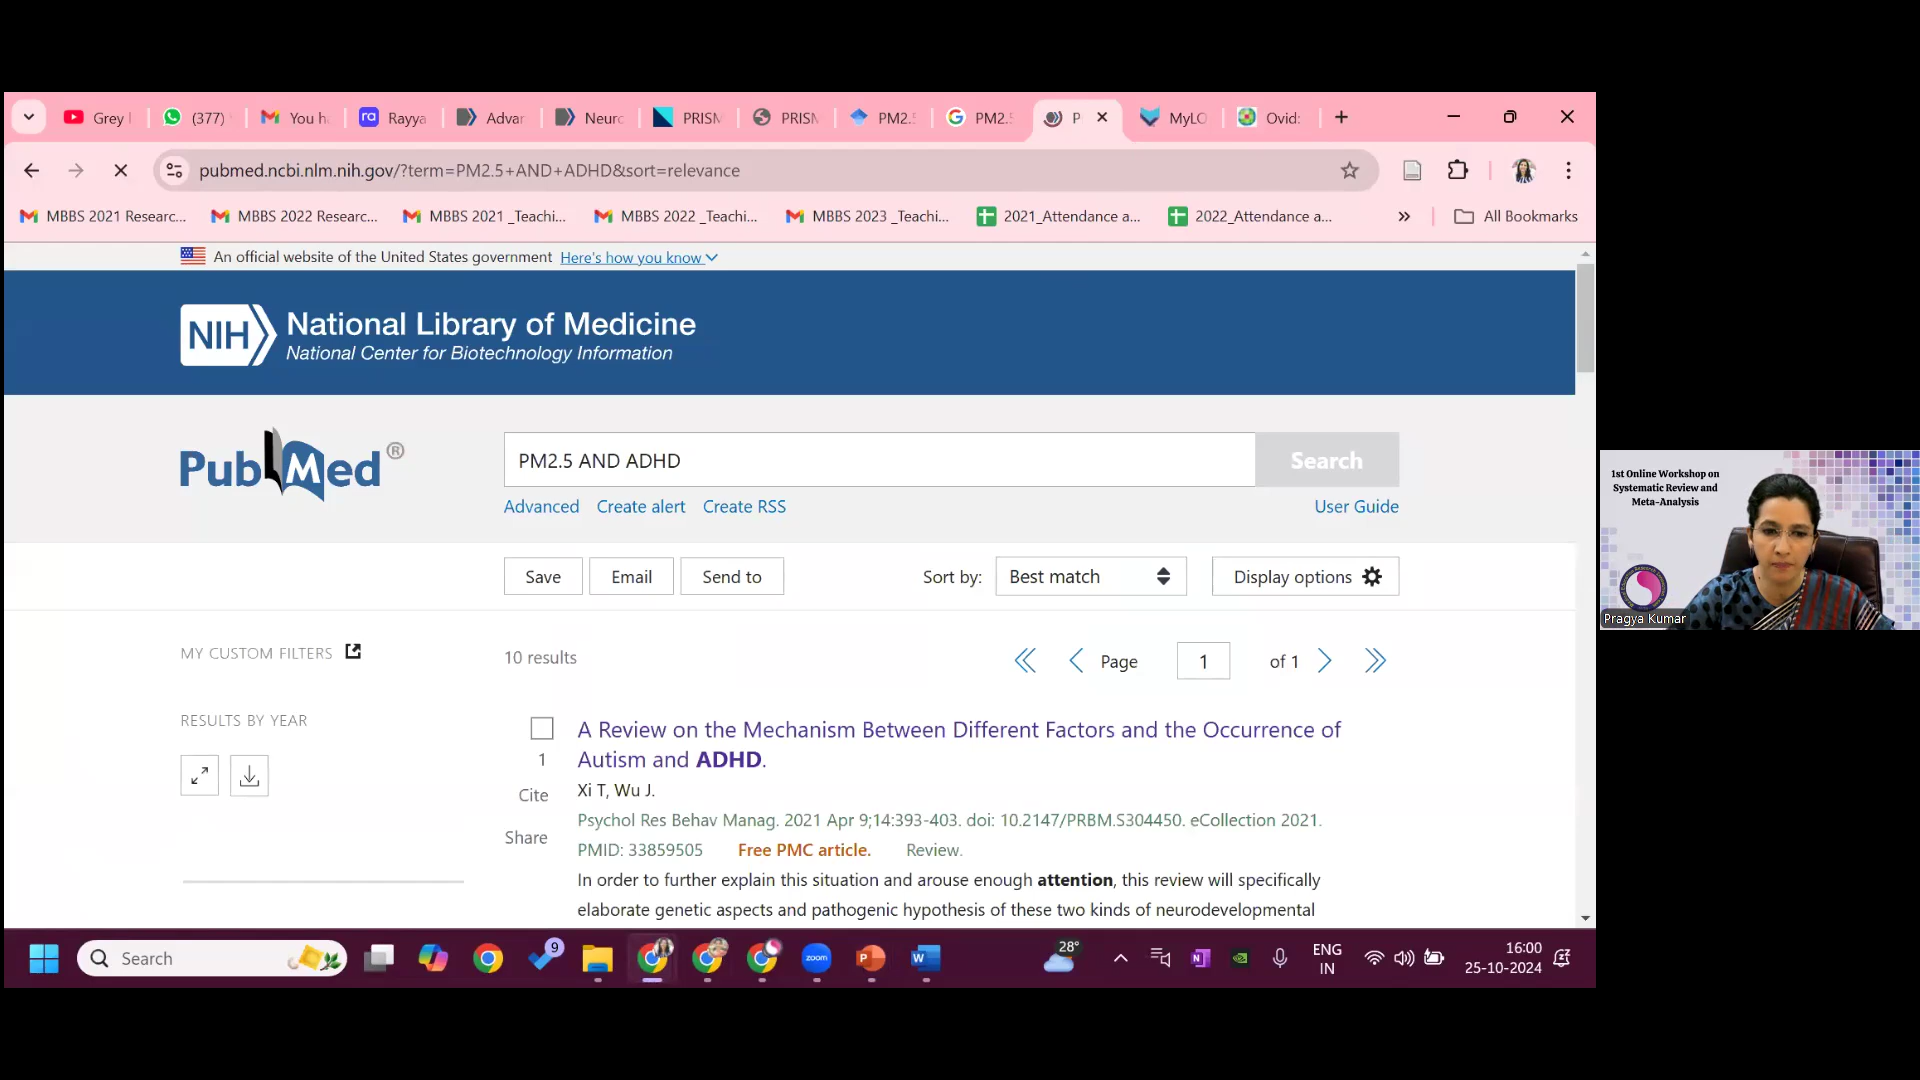 Grey
(377)
You h
ra
Rayya
Advar
Neuro
PRISM
PRISM
PM2.5
G
PM2.5
P
MyLO
Ovid:
pubmed.ncbi.nlm.nih.gov/?term=PM2.5+AND+ADHD&sort=relevance
MBBS 2021 Researc...
MBBS 2022 Researc...
MBBS 2021 _Teachi...
MBBS 2022 _Teachi...
MBBS 2023 _Teachi...
2021_Attendance a...
2022_Attendance a...
All Bookmarks
An official website of the United States government Here's how you know
NIH
National Library of Medicine
National Center for Biotechnology Information
PubMed®
PM2.5 AND ADHD
Search
Advanced
Create alert
Create RSS
User Guide
Save
Email
Send to
Sort by:
Best match
Display options
MY CUSTOM FILTERS
10 results
Page
1
of 1
RESULTS BY YEAR
A Review on the Mechanism Between Different Factors and the Occurrence of
Autism and ADHD.
1
Cite
Share
Xi T, Wu J.
Psychol Res Behav Manag. 2021 Apr 9;14:393-403. doi: 10.2147/PRBM.S304450. eCollection 2021.
PMID: 33859505 Free PMC article. Review.
In order to further explain this situation and arouse enough attention, this review will specifically
elaborate genetic aspects and pathogenic hypothesis of these two kinds of neurodevelopmental
Search
9
zoom
P
W
28°
N
ENG
IN
16:00
25-10-2024
1st Online Workshop on
Systematic Review and
Meta-Analysis
Pragya Kumar